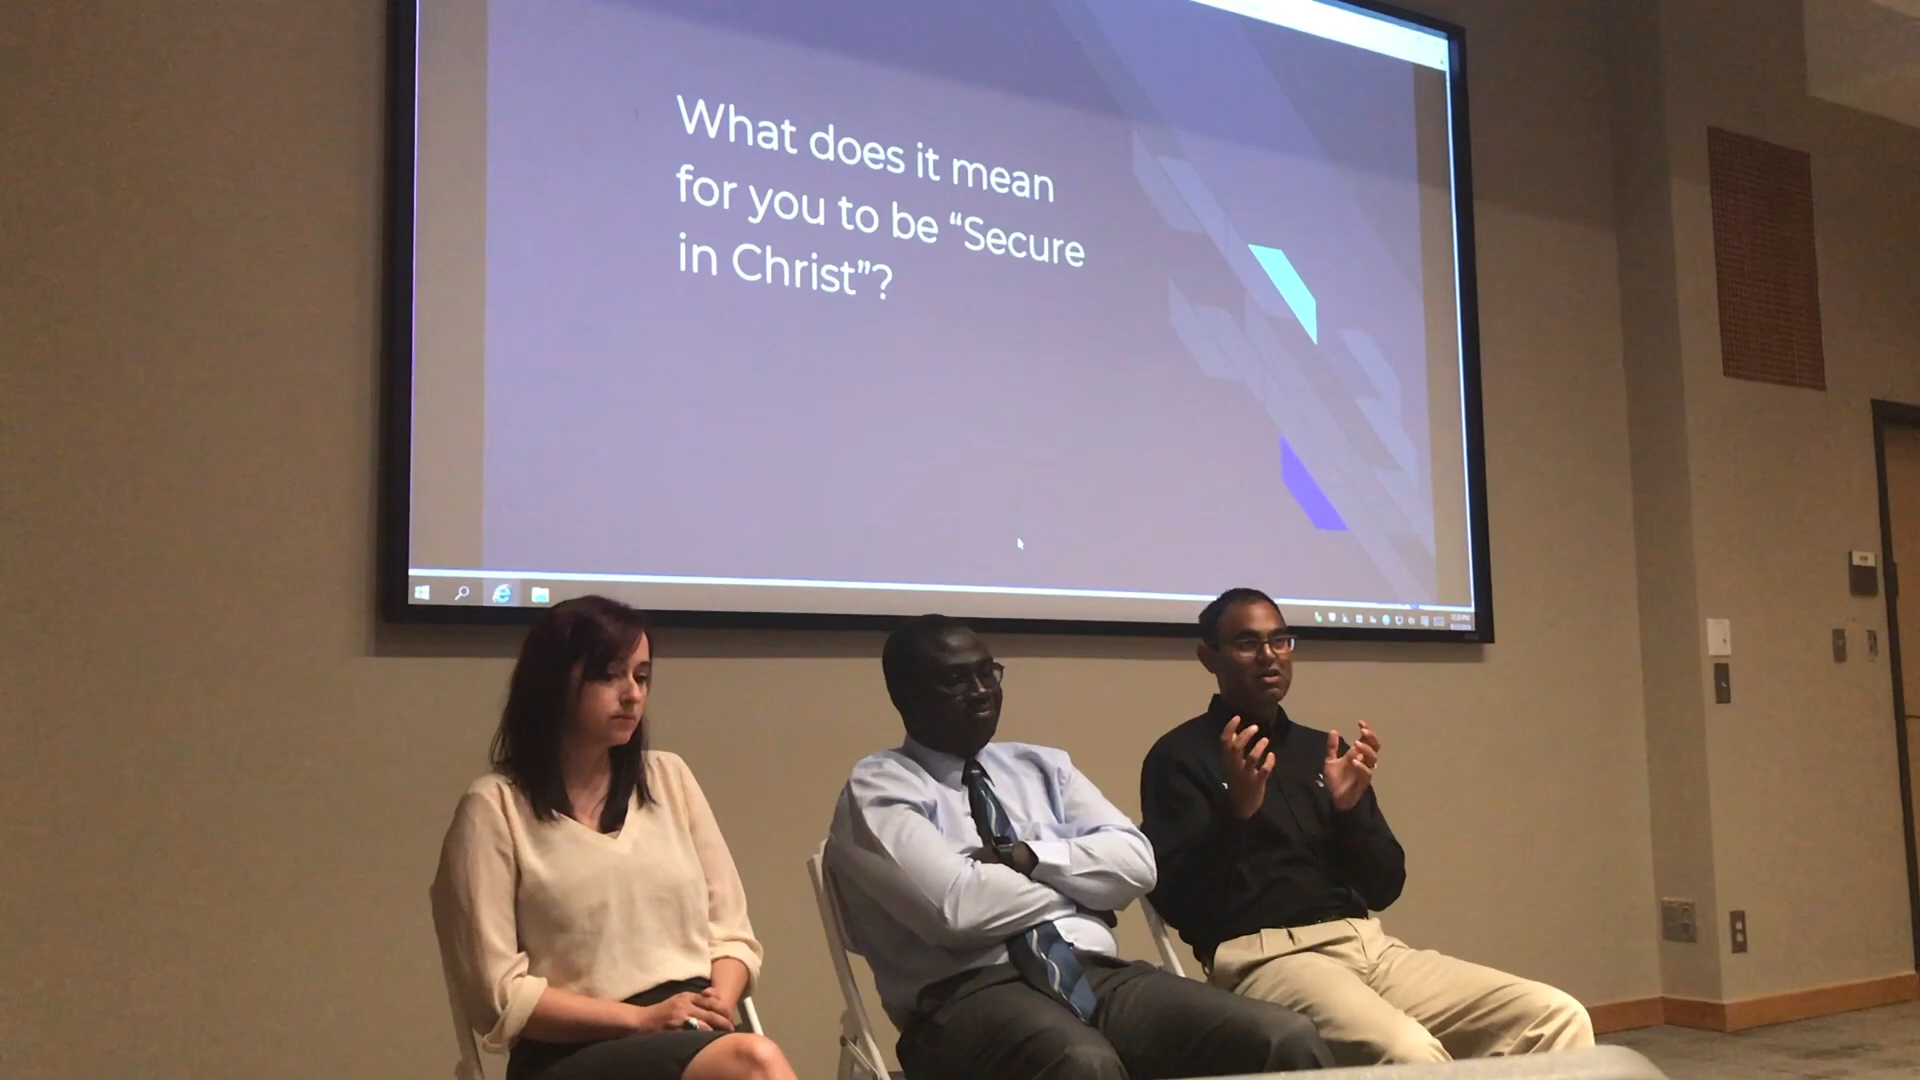 What does it mean
for you to be “Secure
in Christ”?